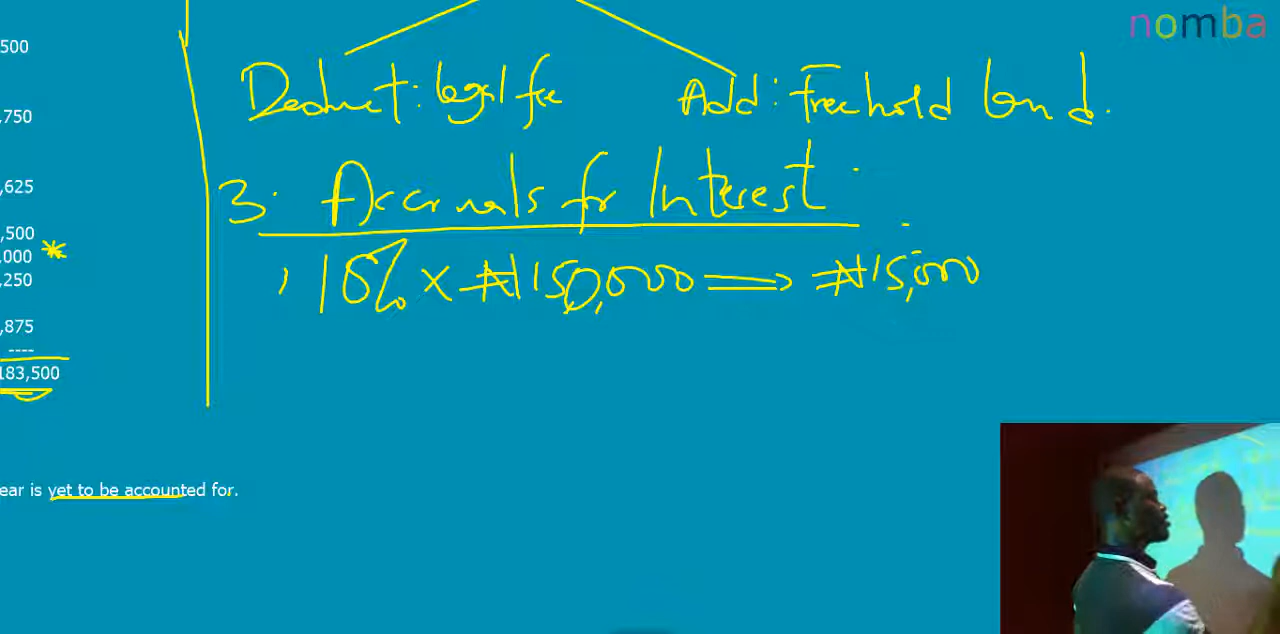 nomba
500
,750
,625
,500
,000 *
,250
,875
----
183,500
Deduct: legal fee
Add: Freehold land.
3. Accruals for Interest
10% × ₦150,000 ⟹ ₦15,000
ear is yet to be accounted for.